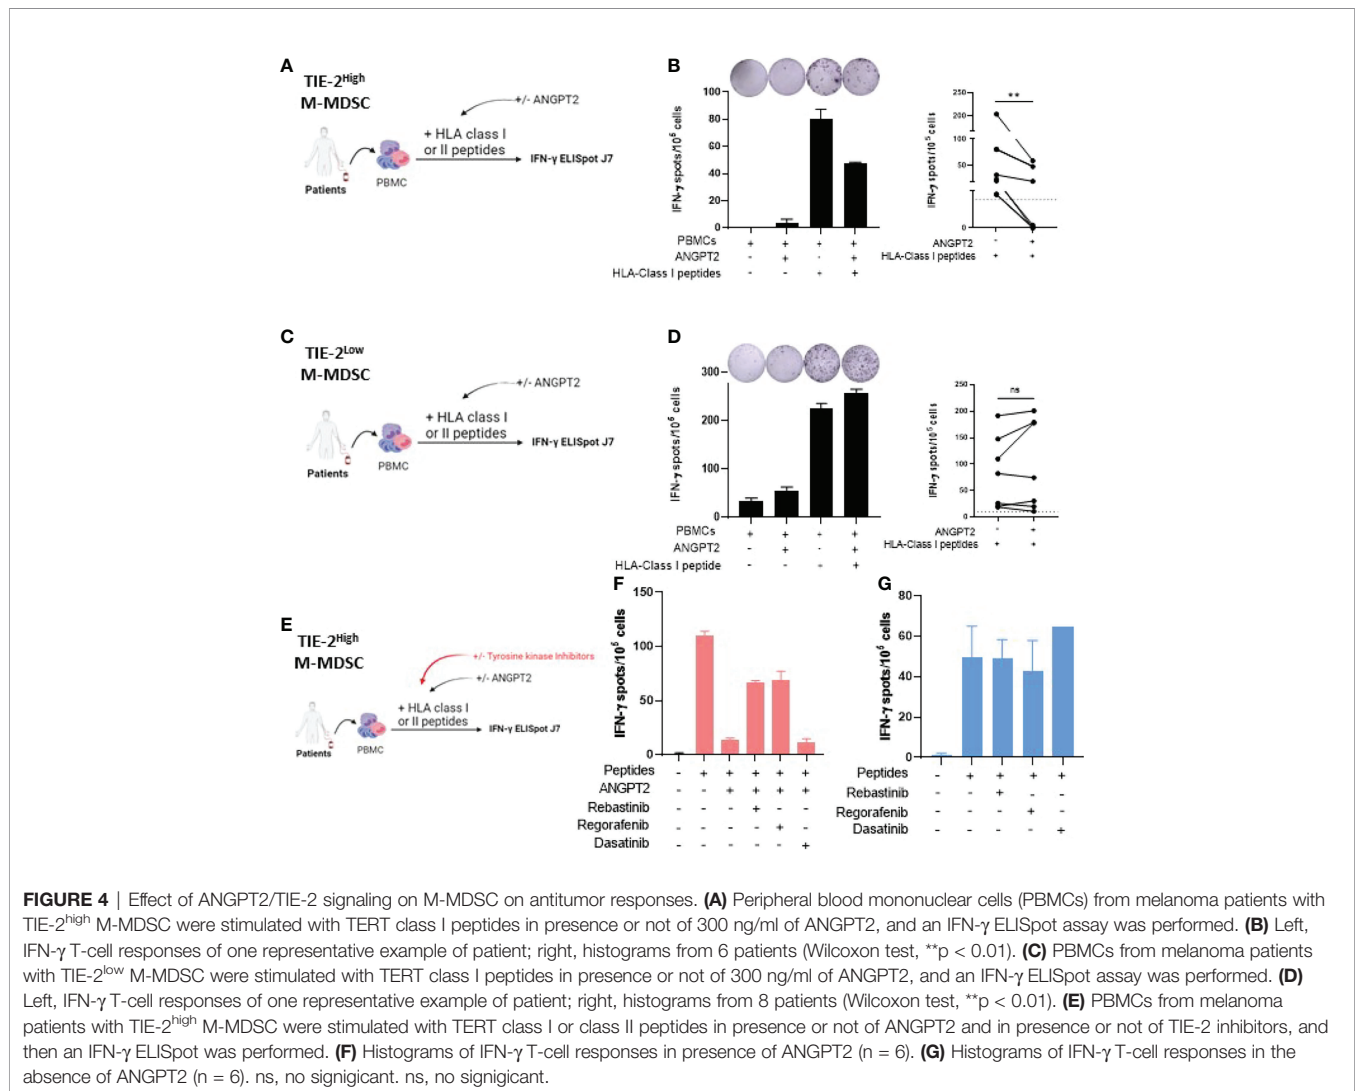 A
TIE-2High
M-MDSC
+/- ANGPT2
+ HLA class I
or II peptides
IFN-γ ELISpot J7
PBMC
Patients
B
100
80
60
40
20
0
IFN-γ spots/10⁵ cells
PBMCs + + + +
ANGPT2 - + - +
HLA-Class I peptides - - + +
250
200
150
100
50
0
IFN-γ spots/10⁵ cells
**
ANGPT2 - +
HLA-Class I peptides + +
C
TIE-2Low
M-MDSC
+/- ANGPT2
+ HLA class I
or II peptides
IFN-γ ELISpot J7
PBMC
Patients
D
300
200
100
0
IFN-γ spots/10⁵ cells
PBMCs + + + +
ANGPT2 - + - +
HLA-Class I peptide - - + +
250
200
150
100
50
0
IFN-γ spots/10⁵ cells
ns
ANGPT2 - +
HLA-Class I peptides + +
E
TIE-2High
M-MDSC
+/- Tyrosine kinase Inhibitors
+/- ANGPT2
+ HLA class I
or II peptides
IFN-γ ELISpot J7
PBMC
Patients
F
150
100
50
0
IFN-γ spots/10⁵ cells
Peptides - + + + + +
ANGPT2 - - + + + +
Rebastinib - - - + - -
Regorafenib - - - - + -
Dasatinib - - - - - +
G
80
60
40
20
0
IFN-γ spots/10⁵ cells
Peptides - + + + +
Rebastinib - - + - -
Regorafenib - - - + -
Dasatinib - - - - +
FIGURE 4 | Effect of ANGPT2/TIE-2 signaling on M-MDSC on antitumor responses. (A) Peripheral blood mononuclear cells (PBMCs) from melanoma patients with
TIE-2high M-MDSC were stimulated with TERT class I peptides in presence or not of 300 ng/ml of ANGPT2, and an IFN-γ ELISpot assay was performed. (B) Left,
IFN-γ T-cell responses of one representative example of patient; right, histograms from 6 patients (Wilcoxon test, **p < 0.01). (C) PBMCs from melanoma patients
with TIE-2low M-MDSC were stimulated with TERT class I peptides in presence or not of 300 ng/ml of ANGPT2, and an IFN-γ ELISpot assay was performed. (D)
Left, IFN-γ T-cell responses of one representative example of patient; right, histograms from 8 patients (Wilcoxon test, **p < 0.01). (E) PBMCs from melanoma
patients with TIE-2high M-MDSC were stimulated with TERT class I or class II peptides in presence or not of ANGPT2 and in presence or not of TIE-2 inhibitors, and
then an IFN-γ ELISpot was performed. (F) Histograms of IFN-γ T-cell responses in presence of ANGPT2 (n = 6). (G) Histograms of IFN-γ T-cell responses in the
absence of ANGPT2 (n = 6). ns, no signigicant. ns, no signigicant.